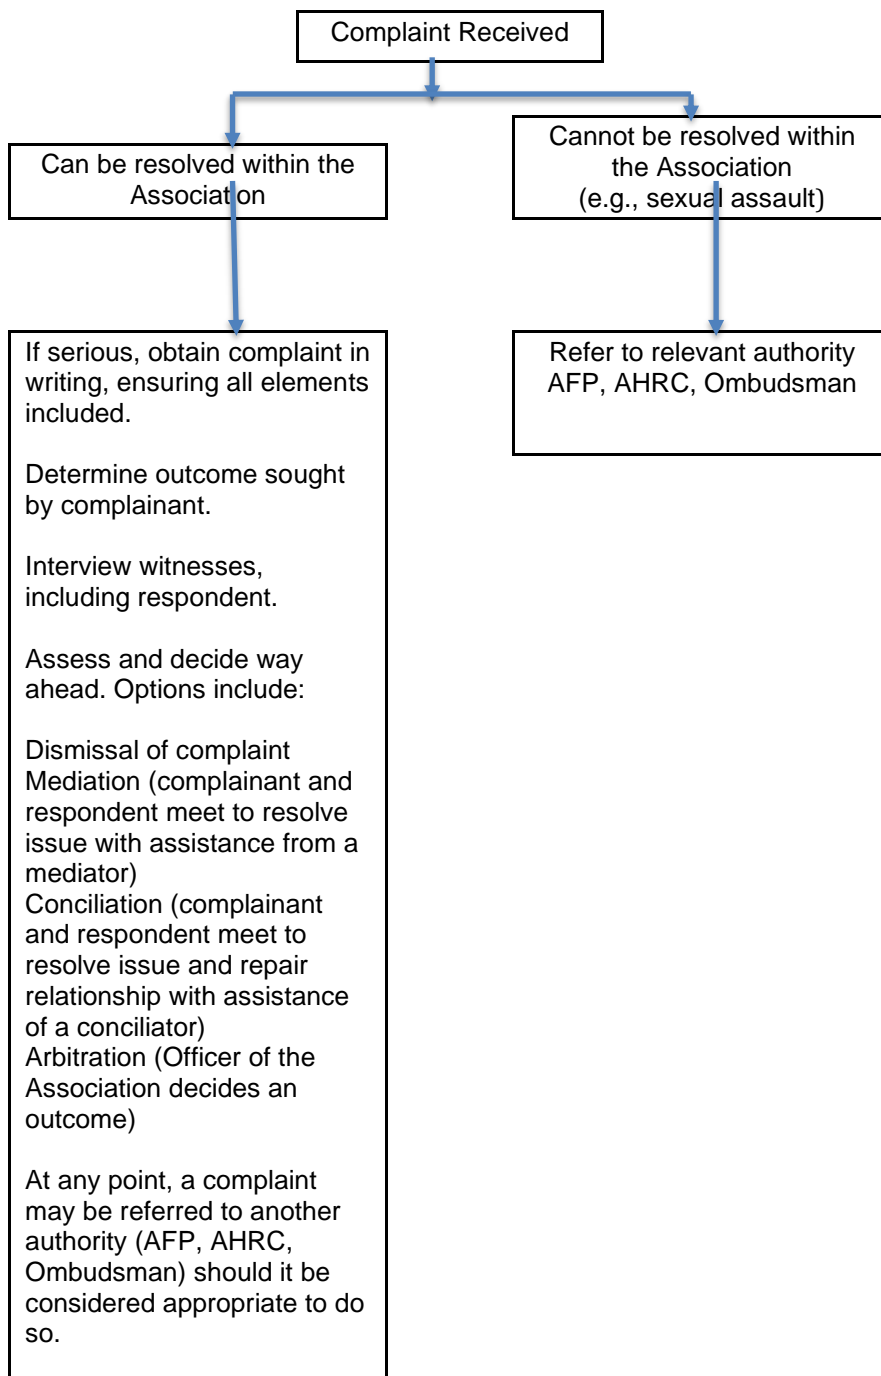 Complaint Received
Can be resolved within the
Association
Cannot be resolved within
the Association
(e.g., sexual assault)
If serious, obtain complaint in
writing, ensuring all elements
included.
Determine outcome sought
by complainant.
Interview witnesses,
including respondent.
Assess and decide way
ahead. Options include:
Dismissal of complaint
Mediation (complainant and
respondent meet to resolve
issue with assistance from a
mediator)
Conciliation (complainant
and respondent meet to
resolve issue and repair
relationship with assistance
of a conciliator)
Arbitration (Officer of the
Association decides an
outcome)
At any point, a complaint
may be referred to another
authority (AFP, AHRC,
Ombudsman) should it be
considered appropriate to do
so.
Refer to relevant authority
AFP, AHRC, Ombudsman